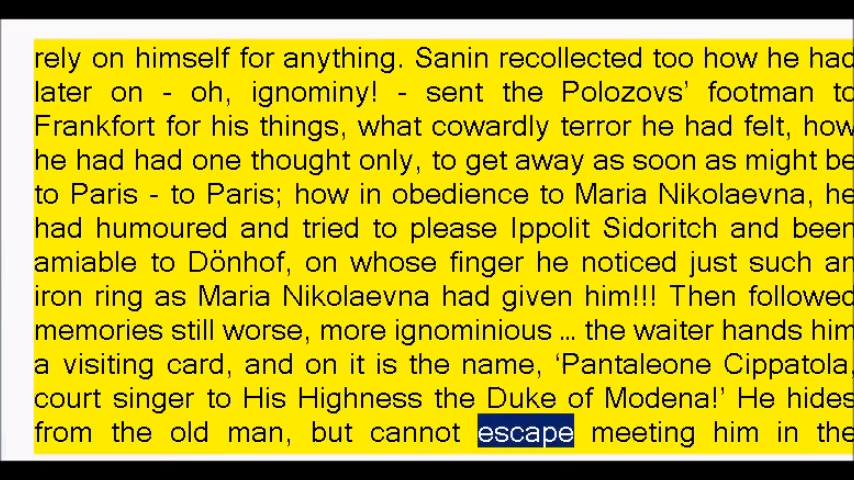 rely on himself for anything. Sanin recollected too how he had
later on - oh, ignominy! - sent the Polozovs’ footman to
Frankfort for his things, what cowardly terror he had felt, how
he had had one thought only, to get away as soon as might be
to Paris - to Paris; how in obedience to Maria Nikolaevna, he
had humoured and tried to please Ippolit Sidoritch and been
amiable to Dönhof, on whose finger he noticed just such an
iron ring as Maria Nikolaevna had given him!!! Then followed
memories still worse, more ignominious ... the waiter hands him
a visiting card, and on it is the name, ‘Pantaleone Cippatola,
court singer to His Highness the Duke of Modena!’ He hides
from the old man, but cannot escape meeting him in the